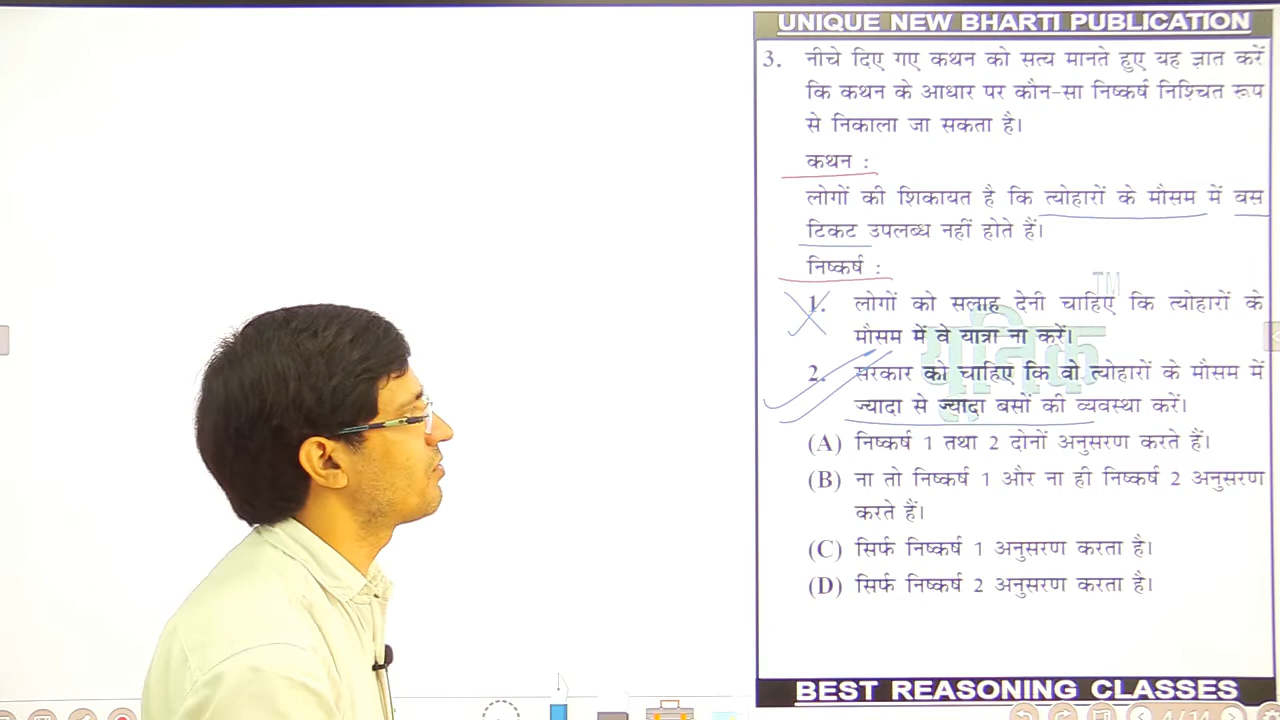 UNIQUE NEW BHARTI PUBLICATION
3. नीचे दिए गए कथन को सत्य मानते हुए यह ज्ञात करें
कि कथन के आधार पर कौन-सा निष्कर्ष निश्चित रूप
से निकाला जा सकता है।
कथन :
लोगों की शिकायत है कि त्योहारों के मौसम में बस
टिकट उपलब्ध नहीं होते हैं।
निष्कर्ष :
TM
1. लोगों को सलाह देनी चाहिए कि त्योहारों के
मौसम में वे यात्रा ना करें।
यूनिक
2. सरकार को चाहिए कि वो त्योहारों के मौसम में
ज्यादा से ज्यादा बसों की व्यवस्था करें।
(A) निष्कर्ष 1 तथा 2 दोनों अनुसरण करते हैं।
(B) ना तो निष्कर्ष 1 और ना ही निष्कर्ष 2 अनुसरण
करते हैं।
(C) सिर्फ निष्कर्ष 1 अनुसरण करता है।
(D) सिर्फ निष्कर्ष 2 अनुसरण करता है।
BEST REASONING CLASSES